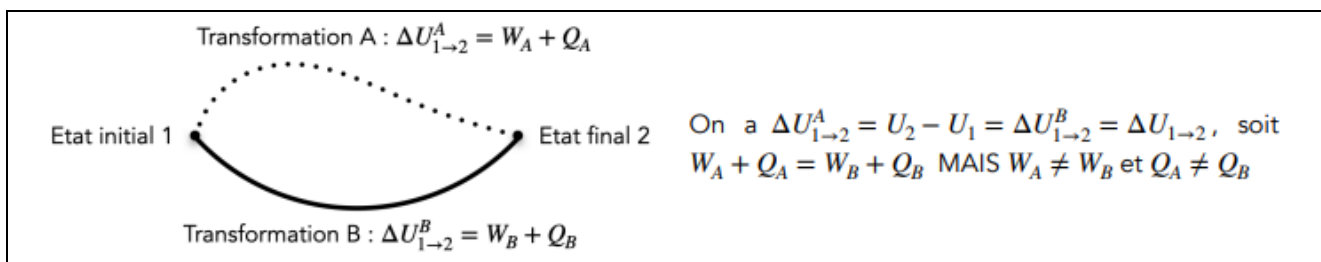 Transformation A : ΔU^A_{1→2} = W_A + Q_A
Etat initial 1
Etat final 2
On a ΔU^A_{1→2} = U_2 − U_1 = ΔU^B_{1→2} = ΔU_{1→2}, soit
W_A + Q_A = W_B + Q_B MAIS W_A ≠ W_B et Q_A ≠ Q_B
Transformation B : ΔU^B_{1→2} = W_B + Q_B